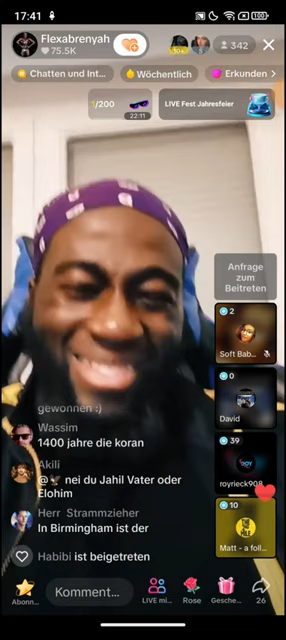 17:41
100
Flexabrenyah
75.5K
30+
342
Chatten und Int...
Wöchentlich
Erkunden
1/200
22:11
LIVE Fest Jahresfeier
Anfrage
zum
Beitreten
2
Soft Bab...
0
David
39
royrieck908
10
Matt - a foll...
gewonnen :)
Wassim
1400 jahre die koran
Akili
@ nei du Jahil Vater oder
Elohim
Herr Strammzieher
In Birmingham ist der
Habibi ist beigetreten
Abonn...
Komment...
LIVE mi...
Rose
Gesche...
26